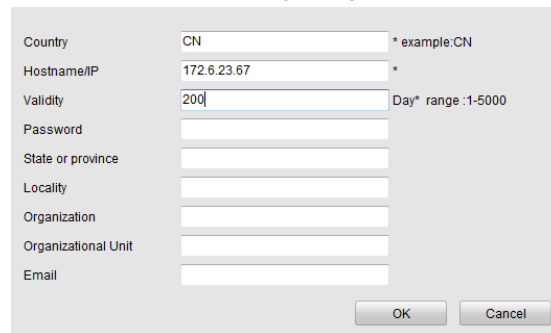 Country CN * example:CN
Hostname/IP 172.6.23.67 *
Validity 200 Day* range :1-5000
Password
State or province
Locality
Organization
Organizational Unit
Email
OK Cancel